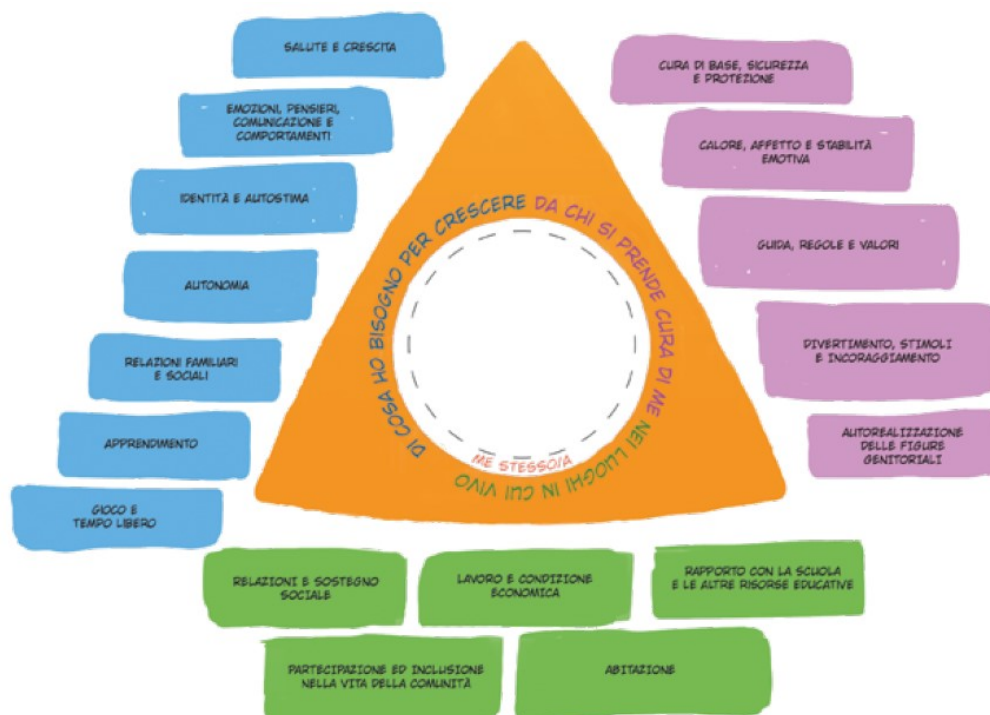 SALUTE E CRESCITA
EMOZIONI, PENSIERI,
COMUNICAZIONE E
COMPORTAMENTI
IDENTITÀ E AUTOSTIMA
AUTONOMIA
RELAZIONI FAMILIARI
E SOCIALI
APPRENDIMENTO
GIOCO E
TEMPO LIBERO
DI COSA HO BISOGNO PER CRESCERE
DA CHI SI PRENDE CURA DI ME
NEI LUOGHI IN CUI VIVO
ME STESSO/A
CURA DI BASE, SICUREZZA
E PROTEZIONE
CALORE, AFFETTO E STABILITÀ
EMOTIVA
GUIDA, REGOLE E VALORI
DIVERTIMENTO, STIMOLI
E INCORAGGIAMENTO
AUTOREALIZZAZIONE
DELLE FIGURE
GENITORIALI
RELAZIONI E SOSTEGNO
SOCIALE
LAVORO E CONDIZIONE
ECONOMICA
RAPPORTO CON LA SCUOLA
E LE ALTRE RISORSE EDUCATIVE
PARTECIPAZIONE ED INCLUSIONE
NELLA VITA DELLA COMUNITÀ
ABITAZIONE